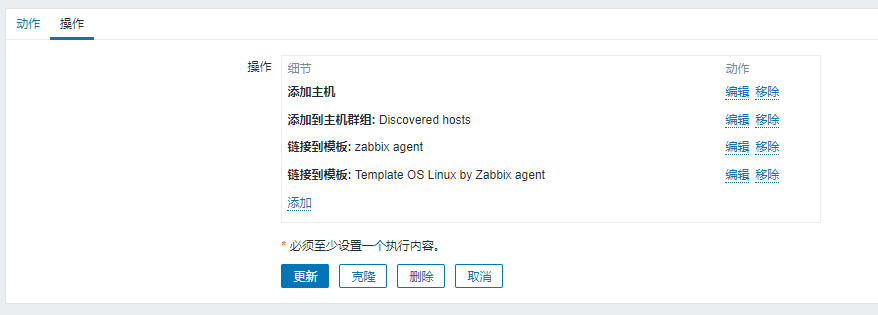 动作 操作
操作 细节 动作
添加主机 编辑 移除
添加到主机群组: Discovered hosts 编辑 移除
链接到模板: zabbix agent 编辑 移除
链接到模板: Template OS Linux by Zabbix agent 编辑 移除
添加
* 必须至少设置一个执行内容。
更新 克隆 删除 取消